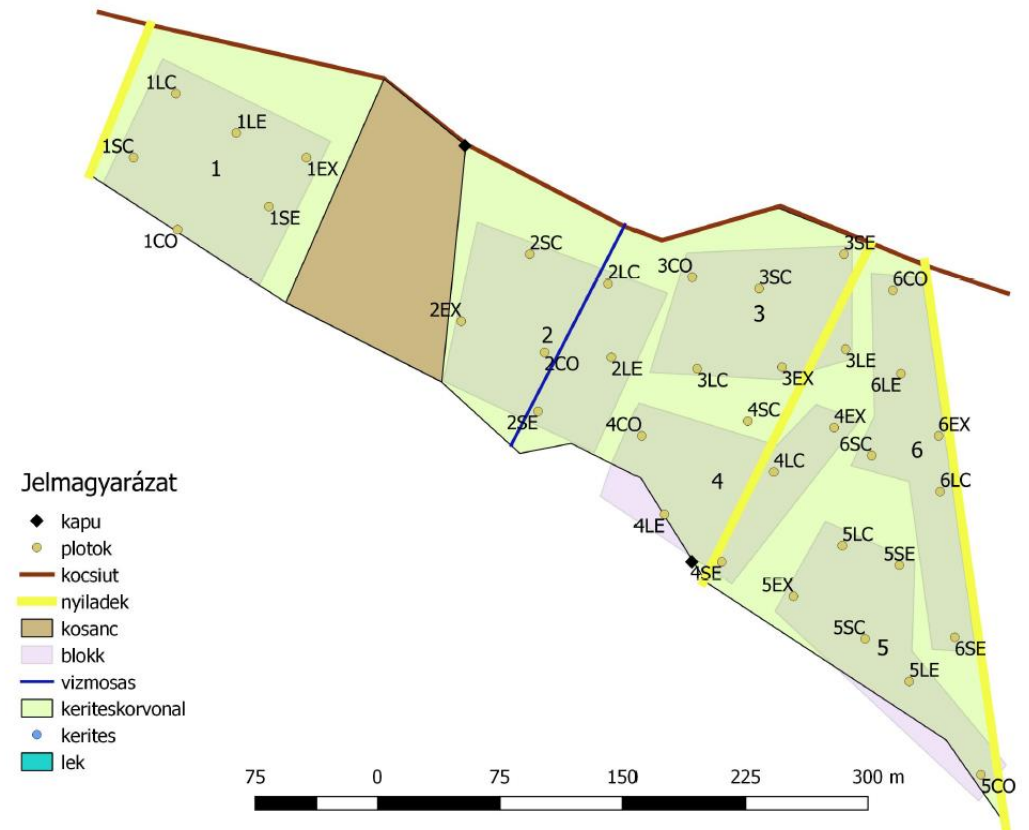 1LC
1LE
1SC
1
1EX
1SE
1CO
2SC
2LC
2EX
2
2CO
2LE
2SE
3SE
3CO
3SC
3
3LE
3LC
3EX
6CO
6LE
4SC
4CO
4EX
6SC
6EX
6
4LC
4
6LC
4LE
4SE
5LC
5SE
5EX
5SC
5
6SE
5LE
5CO
Jelmagyarázat
kapu
plotok
kocsiut
nyiladek
kosanc
blokk
vizmosas
keriteskorvonal
kerites
lek
75 0 75 150 225 300 m